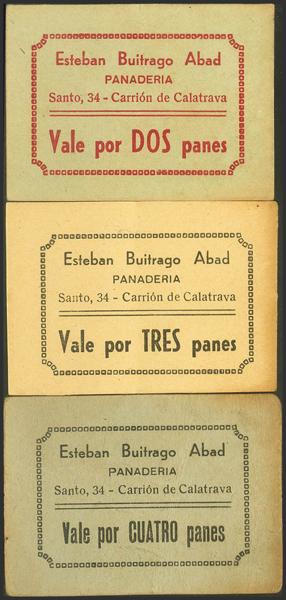 Esteban Buitrago Abad
PANADERIA
Santo, 34 - Carrión de Calatrava
Vale por DOS panes
Esteban Buitrago Abad
PANADERIA
Santo, 34 - Carrión de Calatrava
Vale por TRES panes
Esteban Buitrago Abad
PANADERIA
Santo, 34 - Carrión de Calatrava
Vale por CUATRO panes